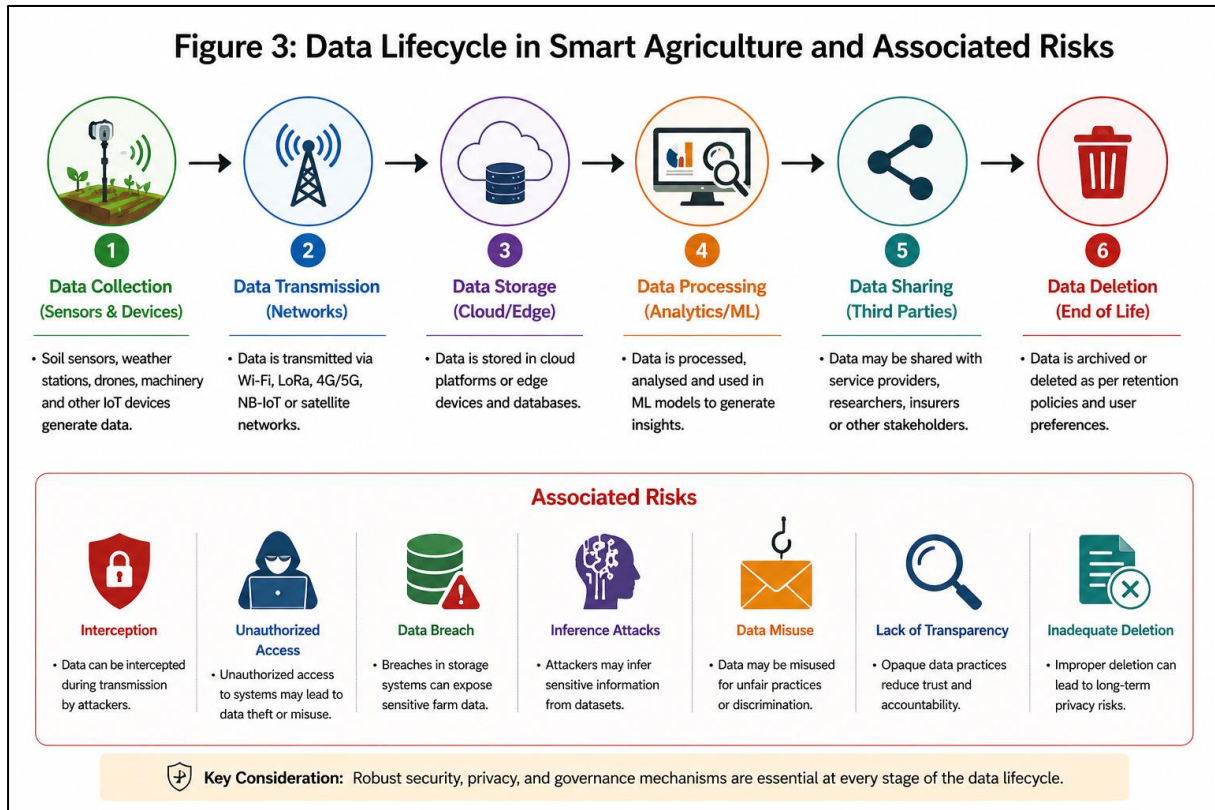 Figure 3: Data Lifecycle in Smart Agriculture and Associated Risks
1
Data Collection
(Sensors & Devices)
• Soil sensors, weather
stations, drones, machinery
and other IoT devices
generate data.
2
Data Transmission
(Networks)
• Data is transmitted via
Wi-Fi, LoRa, 4G/5G,
NB-IoT or satellite
networks.
3
Data Storage
(Cloud/Edge)
• Data is stored in cloud
platforms or edge
devices and databases.
4
Data Processing
(Analytics/ML)
• Data is processed,
analysed and used in
ML models to generate
insights.
5
Data Sharing
(Third Parties)
• Data may be shared with
service providers,
researchers, insurers
or other stakeholders.
6
Data Deletion
(End of Life)
• Data is archived or
deleted as per retention
policies and user
preferences.
Associated Risks
Interception
• Data can be intercepted
during transmission
by attackers.
Unauthorized
Access
• Unauthorized access
to systems may lead to
data theft or misuse.
Data Breach
• Breaches in storage
systems can expose
sensitive farm data.
Inference Attacks
• Attackers may infer
sensitive information
from datasets.
Data Misuse
• Data may be misused
for unfair practices
or discrimination.
Lack of Transparency
• Opaque data practices
reduce trust and
accountability.
Inadequate Deletion
• Improper deletion can
lead to long-term
privacy risks.
Key Consideration: Robust security, privacy, and governance mechanisms are essential at every stage of the data lifecycle.